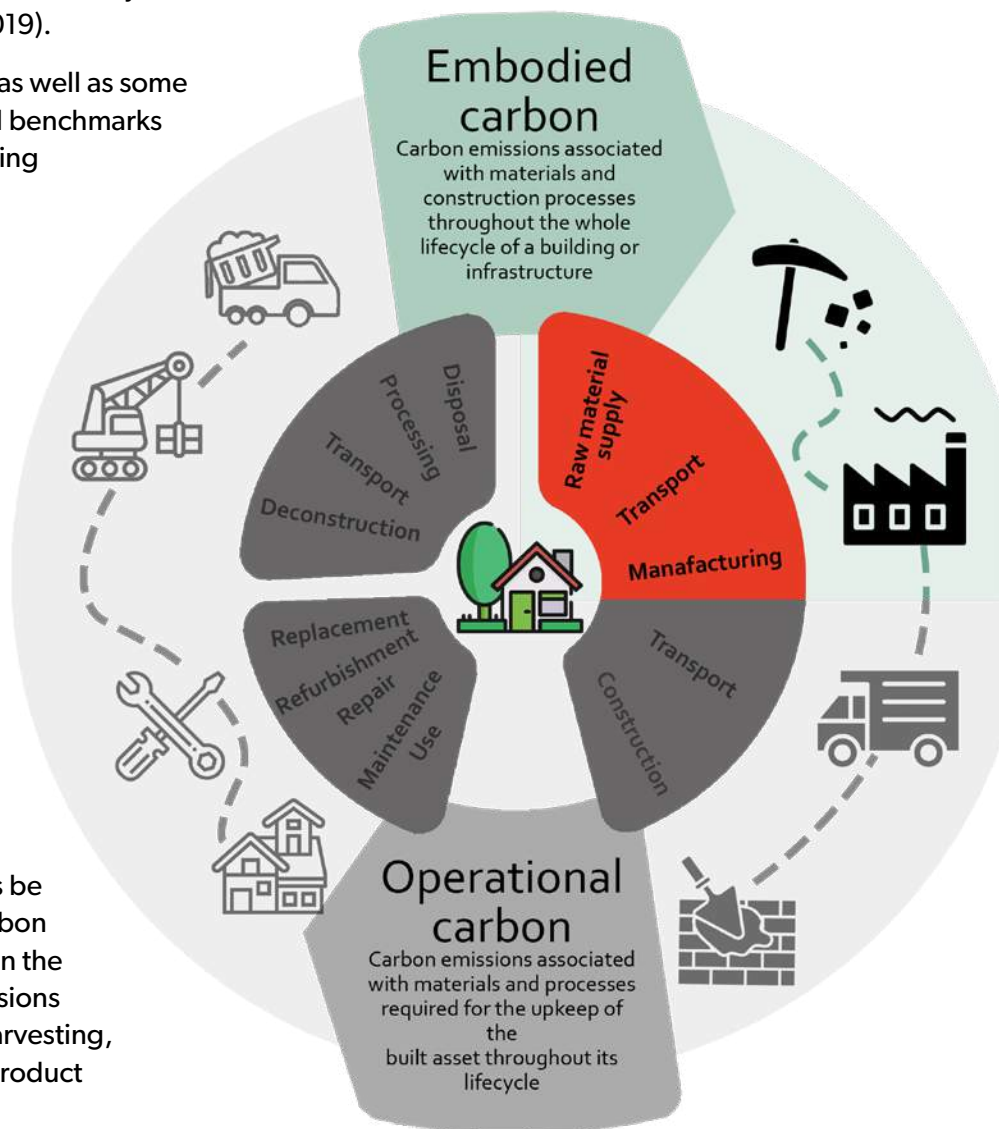 019).
as well as some
benchmarks
ing
Embodied
carbon
Carbon emissions associated
with materials and
construction processes
throughout the whole
lifecycle of a building or
infrastructure
Disposal
Processing
Transport
Deconstruction
Raw material
supply
Transport
Manafacturing
Replacement
Refurbishment
Repair
Maintenance
Use
Transport
Construction
Operational
carbon
Carbon emissions associated
with materials and processes
required for the upkeep of
the
built asset throughout its
lifecycle
s be
bon
n the
sions
arvesting,
roduct